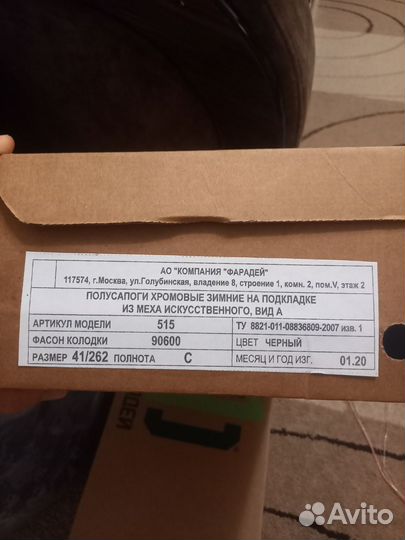 АО "КОМПАНИЯ "ФАРАДЕЙ"
117574, г.Москва, ул.Голубинская, владение 8, строение 1, комн. 2, пом.V, этаж 2
ПОЛУСАПОГИ ХРОМОВЫЕ ЗИМНИЕ НА ПОДКЛАДКЕ
ИЗ МЕХА ИСКУССТВЕННОГО, ВИД А
АРТИКУЛ МОДЕЛИ 515 ТУ 8821-011-08836809-2007 изв. 1
ФАСОН КОЛОДКИ 90600 ЦВЕТ ЧЕРНЫЙ
РАЗМЕР 41/262 ПОЛНОТА С МЕСЯЦ И ГОД ИЗГ. 01.20
Avito